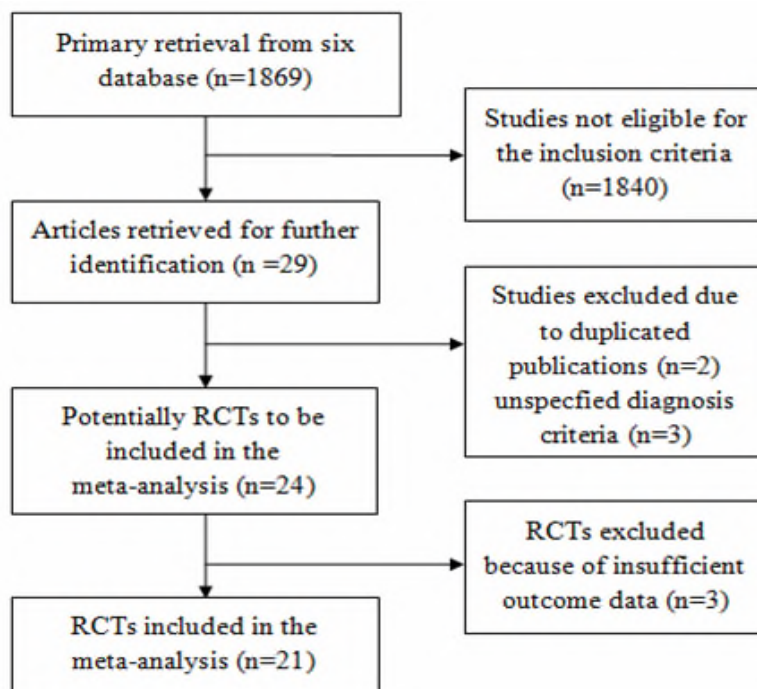 Primary retrieval from six
database (n=1869)
Studies not eligible for
the inclusion criteria
(n=1840)
Articles retrieved for further
identification (n =29)
Studies excluded due
to duplicated
publications (n=2)
unspecfied diagnosis
criteria (n=3)
Potentially RCTs to be
included in the
meta-analysis (n=24)
RCTs excluded
because of insufficient
outcome data (n=3)
RCTs included in the
meta-analysis (n=21)